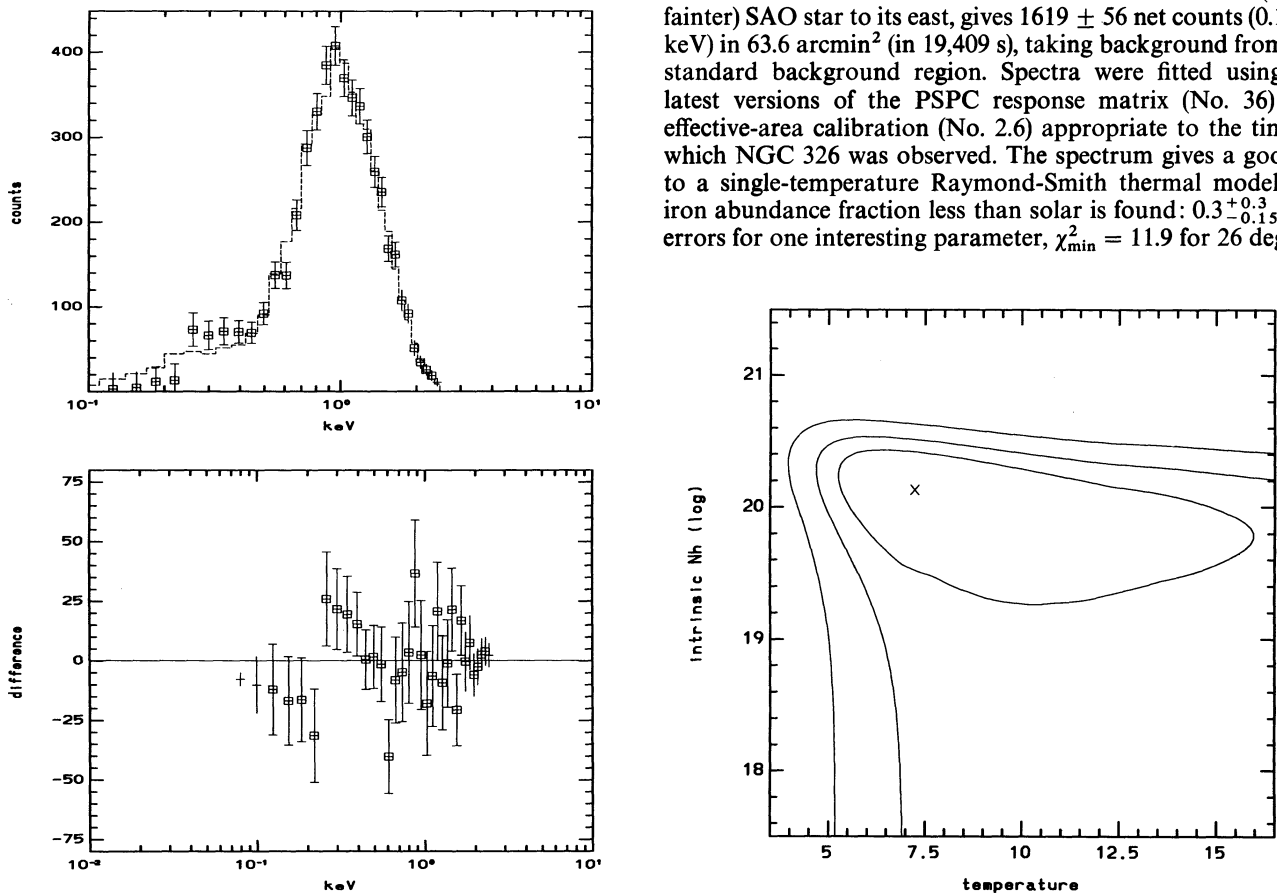 400
300
200
100
counts
10⁻¹
10⁰
10¹
keV
75
50
25
0
-25
-50
-75
difference
10⁻²
10⁻¹
10⁰
10¹
keV
fainter) SAO star to its east, gives 1619 ± 56 net counts (0.
keV) in 63.6 arcmin² (in 19,409 s), taking background from
standard background region. Spectra were fitted using
latest versions of the PSPC response matrix (No. 36)
effective-area calibration (No. 2.6) appropriate to the
which NGC 326 was observed. The spectrum gives a
to a single-temperature Raymond-Smith thermal model
iron abundance fraction less than solar is found: 0.3⁺⁰·³₋₀.₁₅
errors for one interesting parameter, χ²min = 11.9 for 26
21
20
19
18
intrinsic Nh (log)
5
7.5
10
12.5
15
temperature